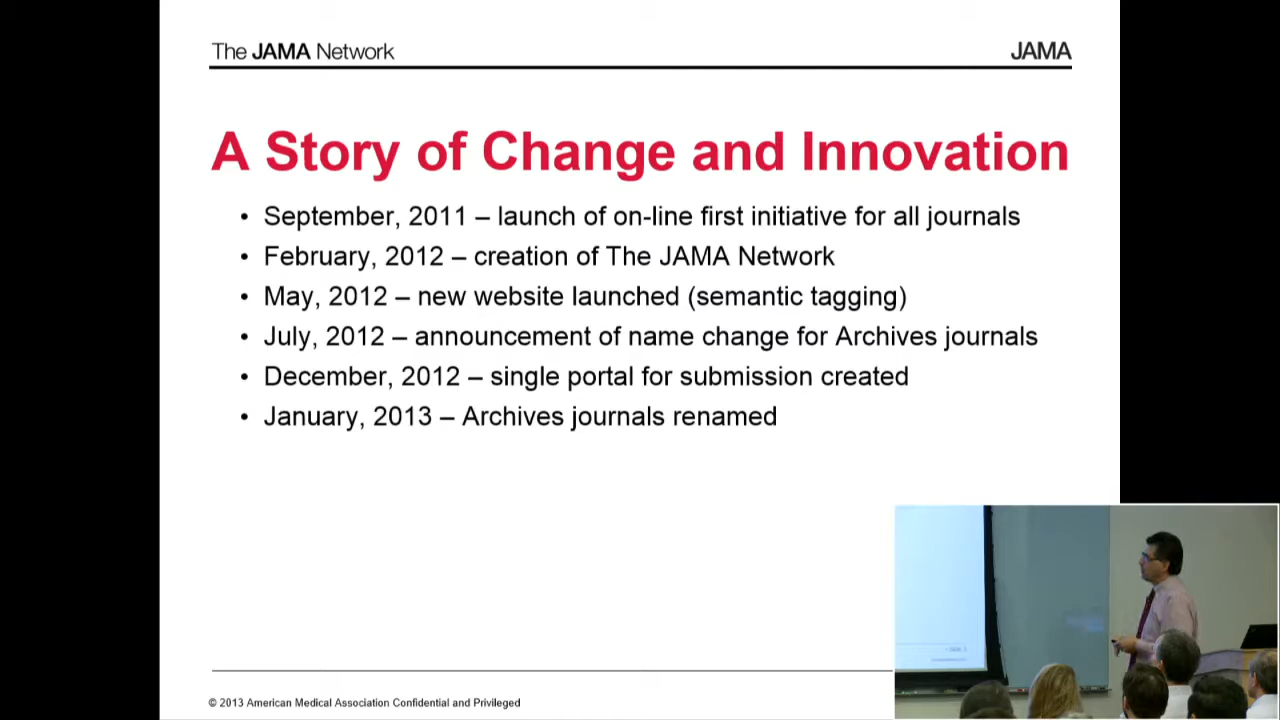 The JAMA Network JAMA
A Story of Change and Innovation
• September, 2011 – launch of on-line first initiative for all journals
• February, 2012 – creation of The JAMA Network
• May, 2012 – new website launched (semantic tagging)
• July, 2012 – announcement of name change for Archives journals
• December, 2012 – single portal for submission created
• January, 2013 – Archives journals renamed
© 2013 American Medical Association Confidential and Privileged